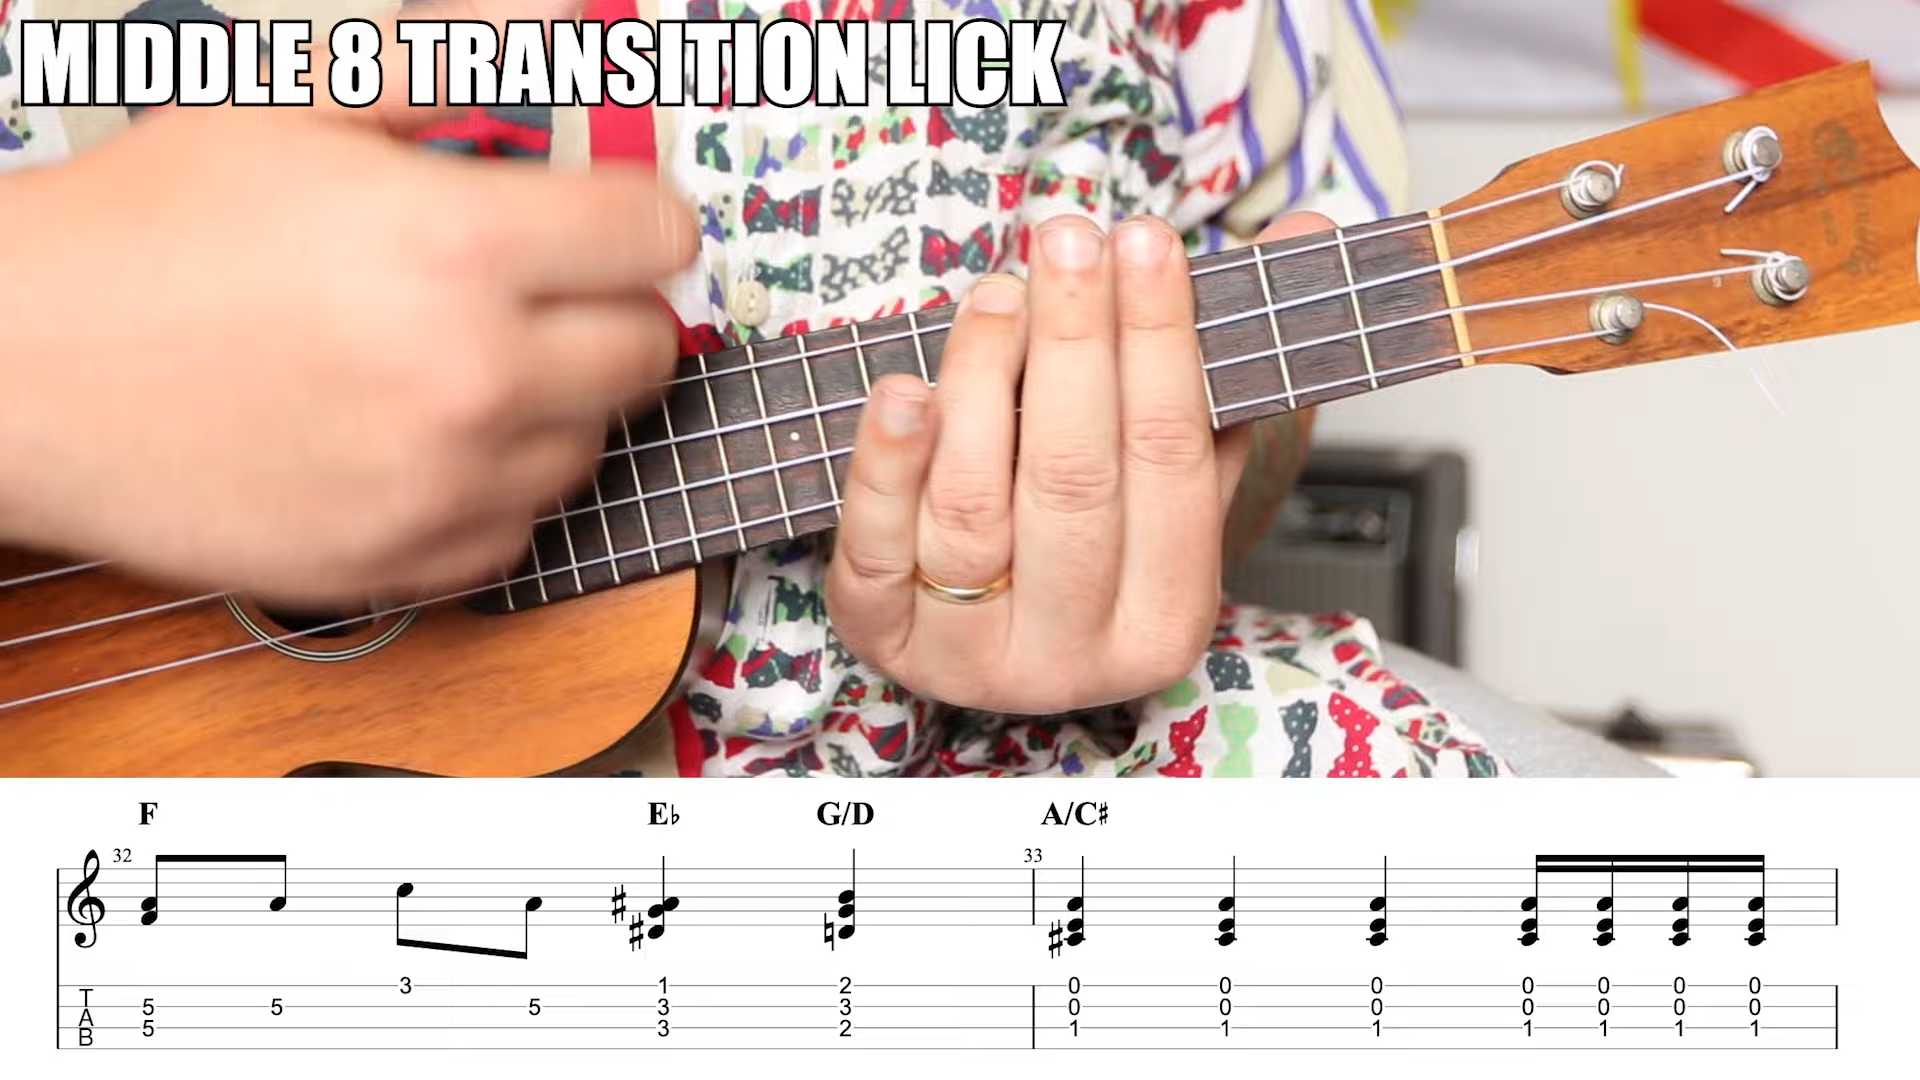 MIDDLE 8 TRANSITION LICK
F E♭ G/D A/C♯
32 33
3 1 2 0 0 0 0 0 0 0
T 5 5 5 3 3 0 0 0 0 0 0 0
A 5 3 2 1 1 1 1 1 1 1
B